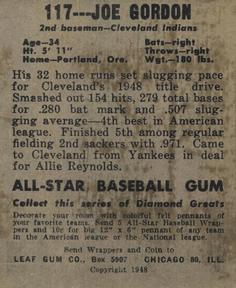 117---JOE GORDON
2nd baseman—Cleveland Indians
Age—34 Bats—right
Ht. 5' 11" Throws—right
Home—Portland, Ore. Wgt.—180 lbs.
His 32 home runs set slugging pace
for Cleveland's 1948 title drive.
Smashed out 154 hits, 279 total bases
for .280 bat mark and .507 slug-
ging average—4th best in American
league. Finished 5th among regular
fielding 2nd sackers with .971. Came
to Cleveland from Yankees in deal
for Allie Reynolds.
ALL-STAR BASEBALL GUM
Collect this series of Diamond Greats
Decorate your room with colorful felt pennants of
your favorite teams. Send 5 All-Star Baseball Wrap-
pers and 10c for big 12" x 6" pennant of any team
in the American league or the National league.
Send Wrappers and Coin to
LEAF GUM CO., Box 5907 CHICAGO 80, ILL.
Copyright 1948